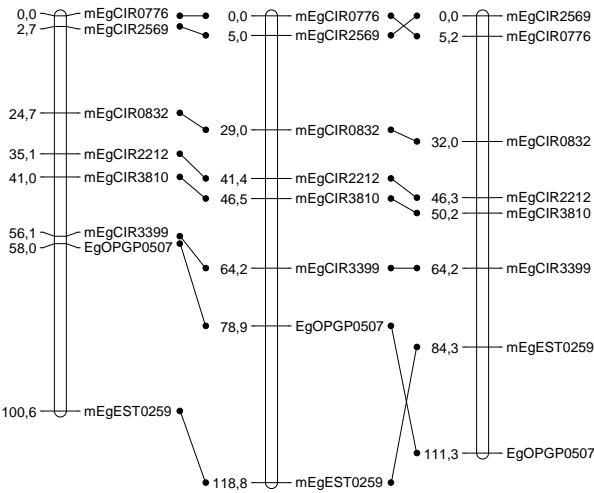 0,0 mEgCIR0776
2,7 mEgCIR2569
24,7 mEgCIR0832
35,1 mEgCIR2212
41,0 mEgCIR3810
56,1 mEgCIR3399
58,0 EgOPGP0507
100,6 mEgEST0259
0,0 mEgCIR0776
5,0 mEgCIR2569
29,0 mEgCIR0832
41,4 mEgCIR2212
46,5 mEgCIR3810
64,2 mEgCIR3399
78,9 EgOPGP0507
118,8 mEgEST0259
0,0 mEgCIR2569
5,2 mEgCIR0776
32,0 mEgCIR0832
46,3 mEgCIR2212
50,2 mEgCIR3810
64,2 mEgCIR3399
84,3 mEgEST0259
111,3 EgOPGP0507